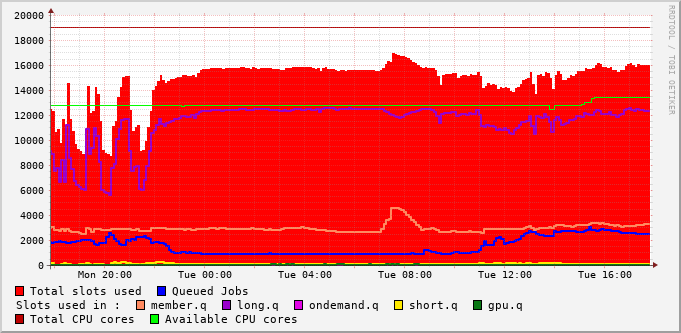 20000
18000
16000
14000
12000
10000
8000
6000
4000
2000
0
Mon 20:00 Tue 00:00 Tue 04:00 Tue 08:00 Tue 12:00 Tue 16:00
RRDTOOL / TOBI OETIKER
Total slots used Queued Jobs
Slots used in : member.q long.q ondemand.q short.q gpu.q
Total CPU cores Available CPU cores